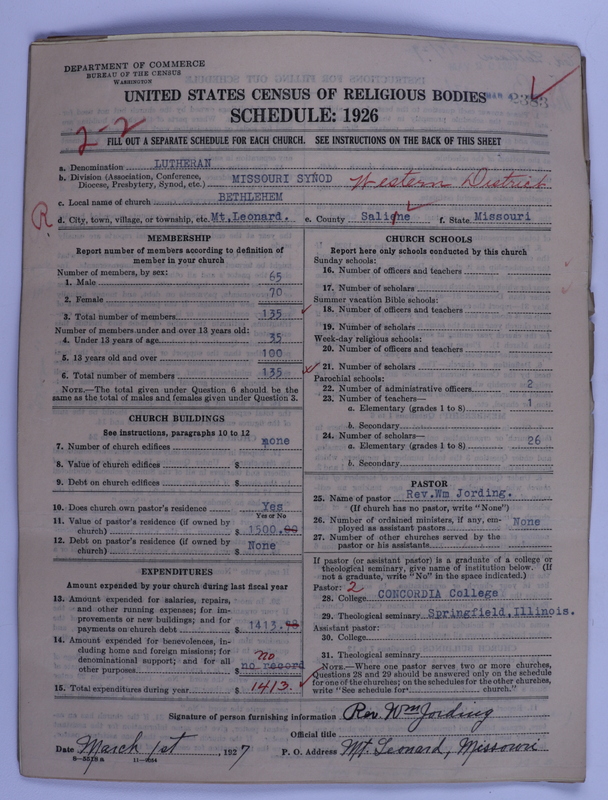 DEPARTMENT OF COMMERCE
BUREAU OF THE CENSUS
WASHINGTON
UNITED STATES CENSUS OF RELIGIOUS BODIES
SCHEDULE: 1926
2383
2-2
FILL OUT A SEPARATE SCHEDULE FOR EACH CHURCH. SEE INSTRUCTIONS ON THE BACK OF THIS SHEET
a. Denomination LUTHERAN
b. Division (Association, Conference, Diocese, Presbytery, Synod, etc.) MISSOURI SYNOD Western District
c. Local name of church BETHLEHEM
R
d. City, town, village, or township, etc. Mt.Leonard. e. County Saline f. State Missouri
MEMBERSHIP
Report number of members according to definition of
member in your church
Number of members, by sex:
1. Male 65
2. Female 70
3. Total number of members 135
Number of members under and over 13 years old:
4. Under 13 years of age 35
5. 13 years old and over 100
6. Total number of members 135
NOTE.—The total given under Question 6 should be
same as the total of males and females given under Question 3.
CHURCH BUILDINGS
See instructions, paragraphs 10 to 12
7. Number of church edifices none
8. Value of church edifices $
9. Debt on church edifices $
10. Does church own pastor's residence Yes
Yes or No
11. Value of pastor's residence (if owned by
church) $ 1500.00
12. Debt on pastor's residence (if owned by
church) $ None
EXPENDITURES
Amount expended by your church during last fiscal year
13. Amount expended for salaries, repairs,
and other running expenses; for im-
provements or new buildings; and for
payments on church debt $ 1413.
14. Amount expended for benevolences, in-
cluding home and foreign missions; for
denominational support; and for all
other purposes $ no record
no
15. Total expenditures during year $ 1413.
CHURCH SCHOOLS
Report here only schools conducted by this church
Sunday schools:
16. Number of officers and teachers
17. Number of scholars
Summer vacation Bible schools:
18. Number of officers and teachers
19. Number of scholars
Week-day religious schools:
20. Number of officers and teachers
21. Number of scholars
Parochial schools:
22. Number of administrative officers 2
23. Number of teachers—
a. Elementary (grades 1 to 8) 1
b. Secondary
24. Number of scholars—
a. Elementary (grades 1 to 8) 26
b. Secondary
PASTOR
25. Name of pastor Rev.Wm Jording.
(If church has no pastor, write "None")
26. Number of ordained ministers, if any, em-
ployed as assistant pastors None
27. Number of other churches served by the
pastor or his assistants
If pastor (or assistant pastor) is a graduate of a college or
theological seminary, give name of institution below. (If
not a graduate, write "No" in the space indicated.)
Pastor: 2
28. College CONCORDIA College
29. Theological seminary Springfield,Illinois.
Assistant pastor:
30. College
31. Theological seminary
NOTE.—Where one pastor serves two or more churches,
Questions 28 and 29 should be answered only on the schedule
for one of the churches; on the schedules for the other churches,
write "See schedule for church."
Signature of person furnishing information Rev. Wm Jording
Official title
Date March 1st, 1927 P. O. Address Mt. Leonard, Missouri